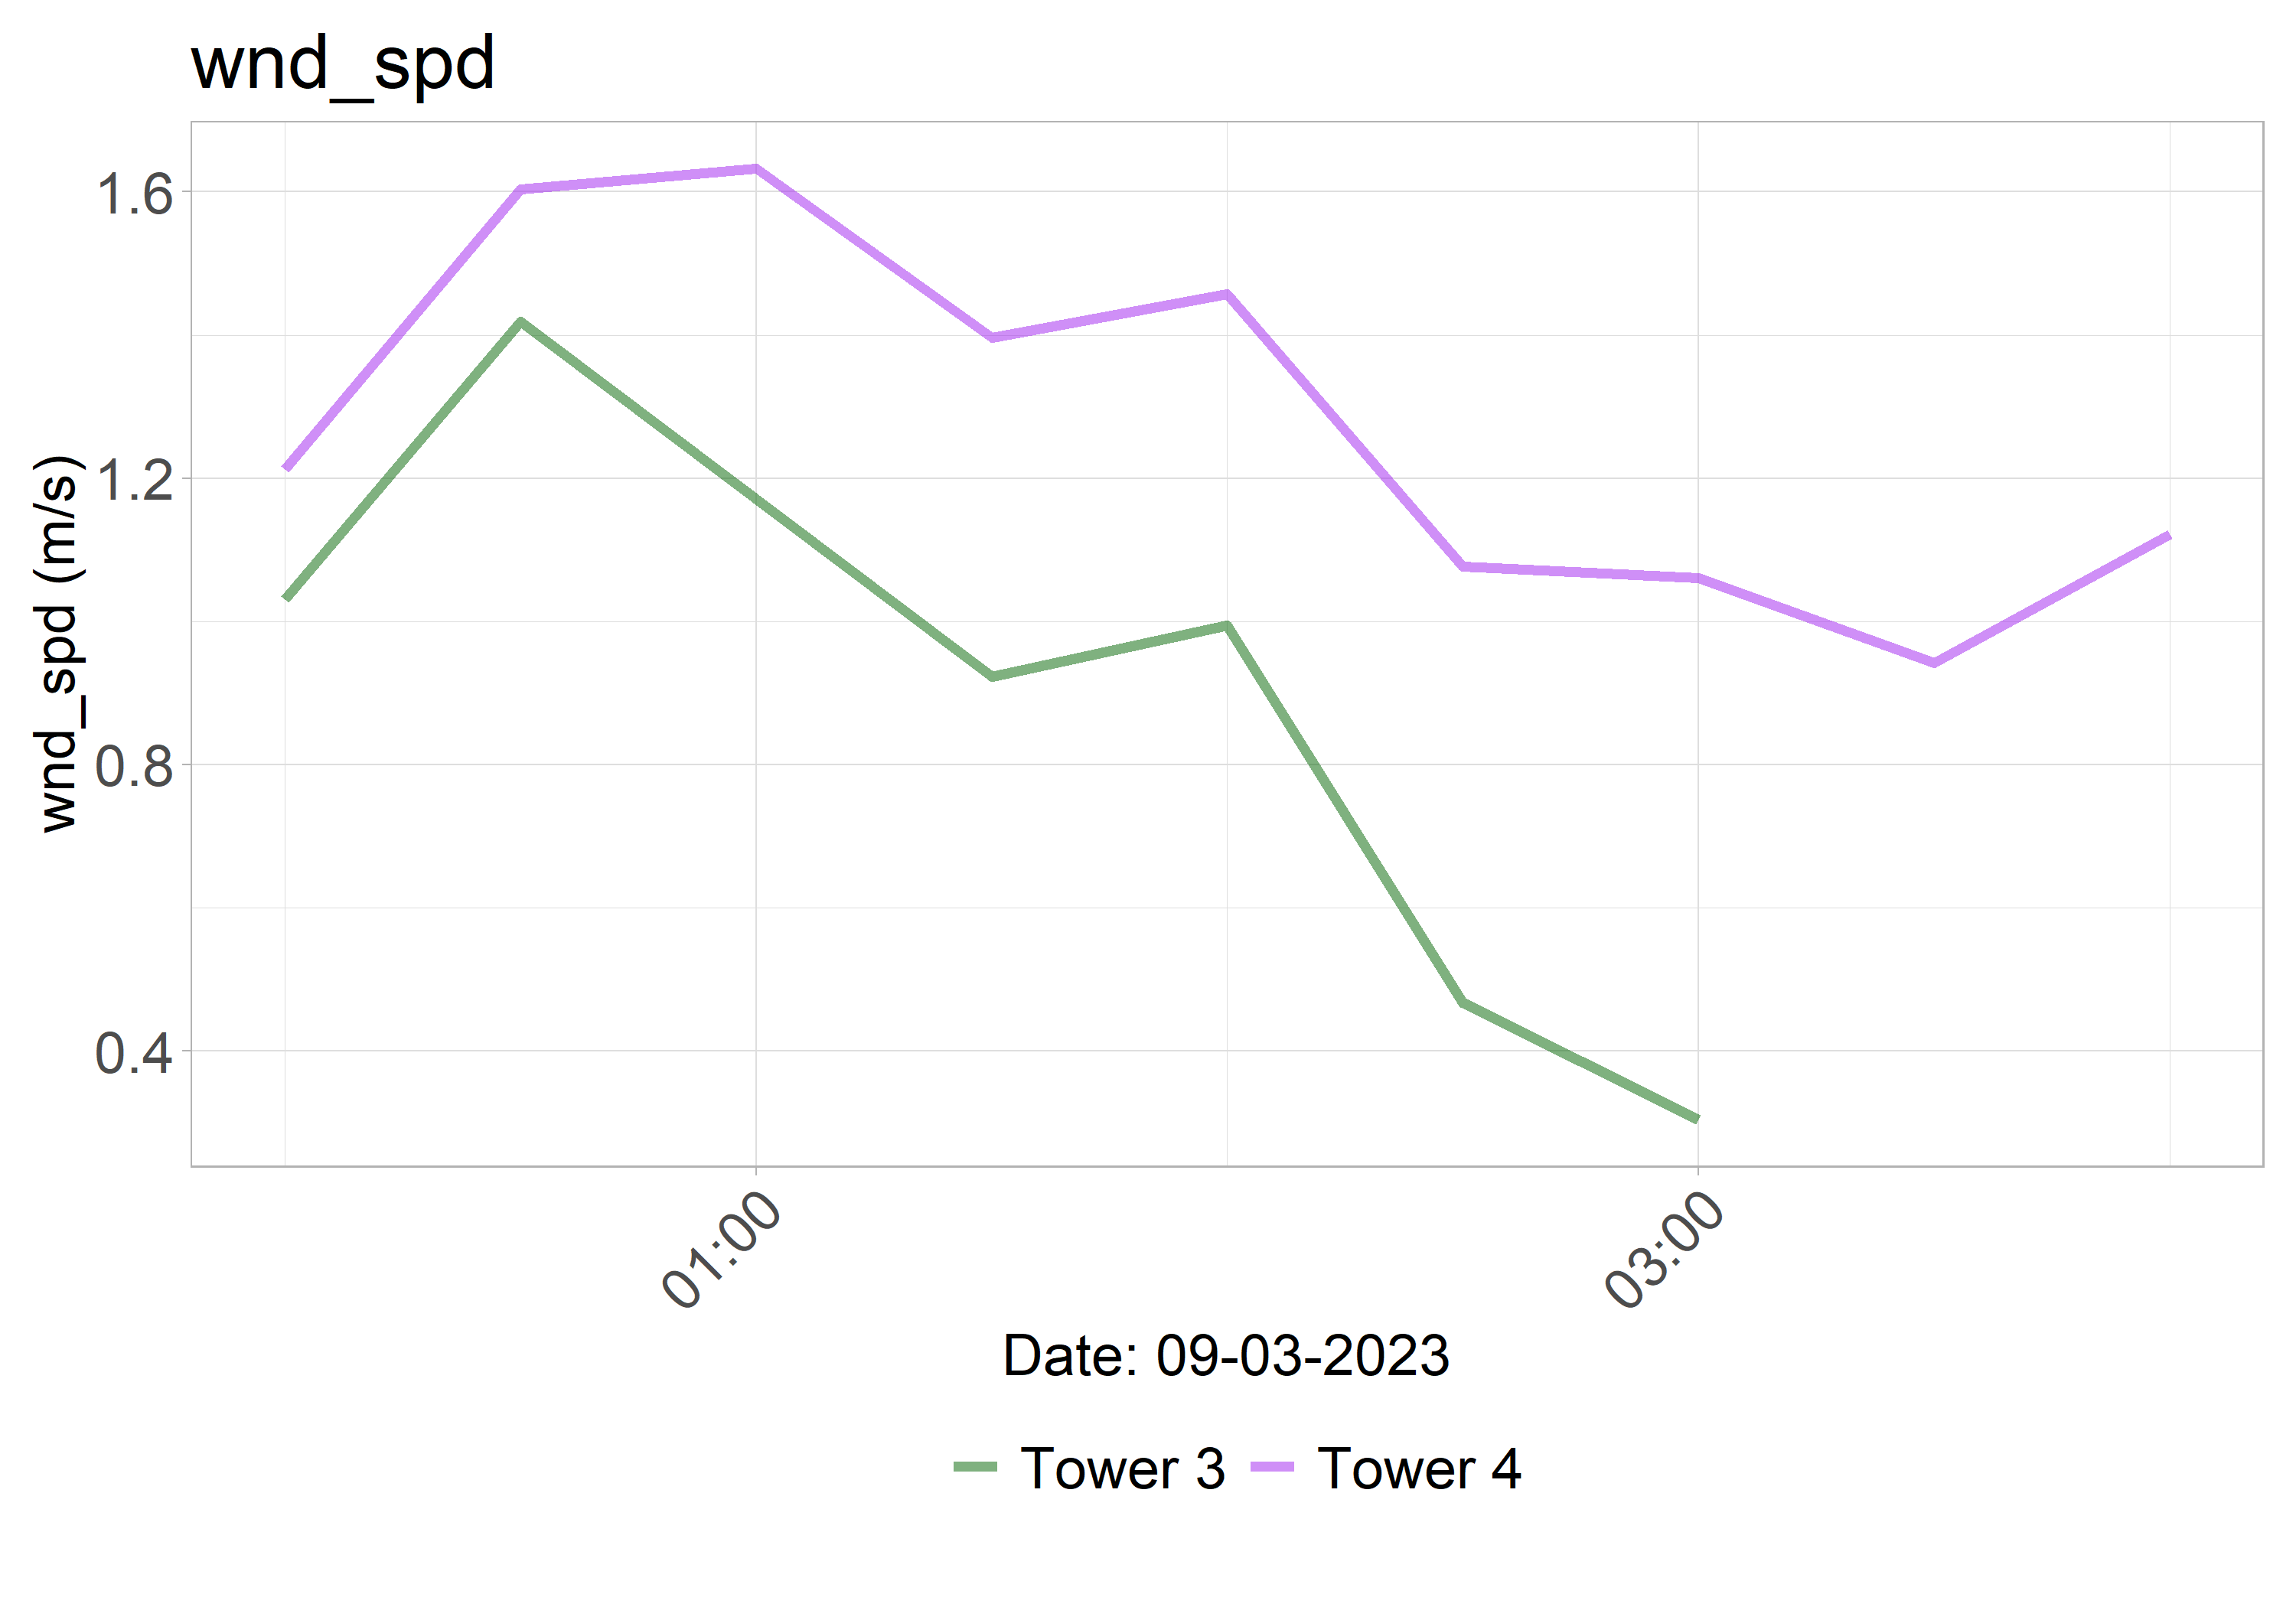 wnd_spd
wnd_spd (m/s)
1.6
1.2
0.8
0.4
01:00
03:00
Date: 09-03-2023
Tower 3
Tower 4